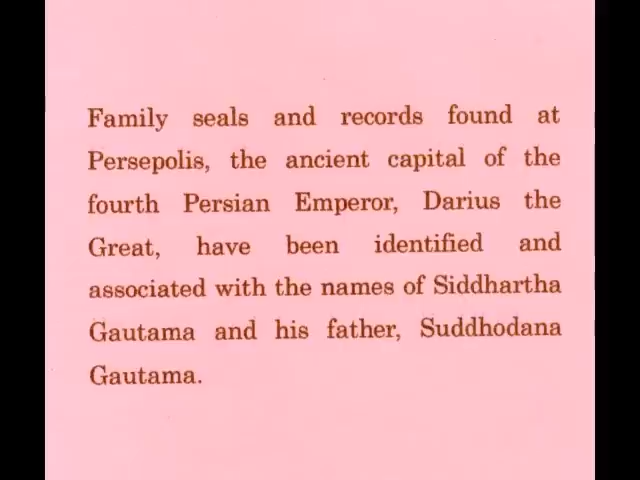 Family seals and records found at
Persepolis, the ancient capital of the
fourth Persian Emperor, Darius the
Great, have been identified and
associated with the names of Siddhartha
Gautama and his father, Suddhodana
Gautama.